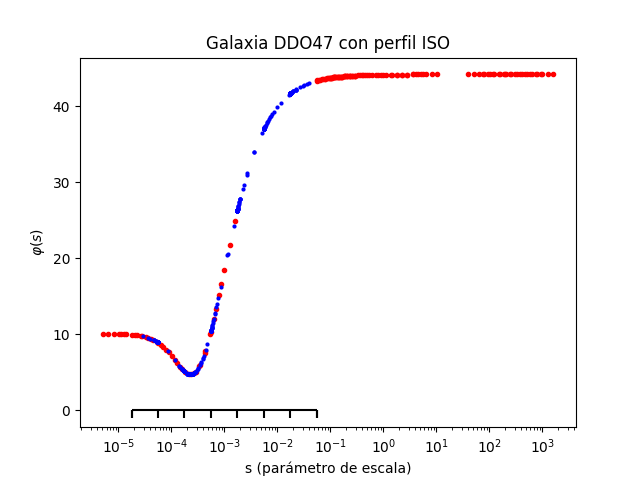 Galaxia DDO47 con perfil ISO
φ(s)
40
30
20
10
0
10⁻⁵ 10⁻⁴ 10⁻³ 10⁻² 10⁻¹ 10⁰ 10¹ 10² 10³
s (parámetro de escala)